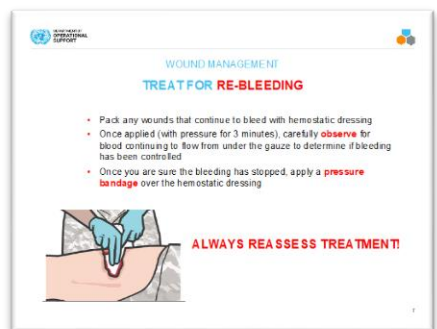 DEPARTMENT OF
OPERATIONAL
SUPPORT
WOUND MANAGEMENT
TREAT FOR RE-BLEEDING
• Pack any wounds that continue to bleed with hemostatic dressing
• Once applied (with pressure for 3 minutes), carefully observe for
blood continuing to flow from under the gauze to determine if bleeding
has been controlled
• Once you are sure the bleeding has stopped, apply a pressure
bandage over the hemostatic dressing
ALWAYS REASSESS TREATMENT!